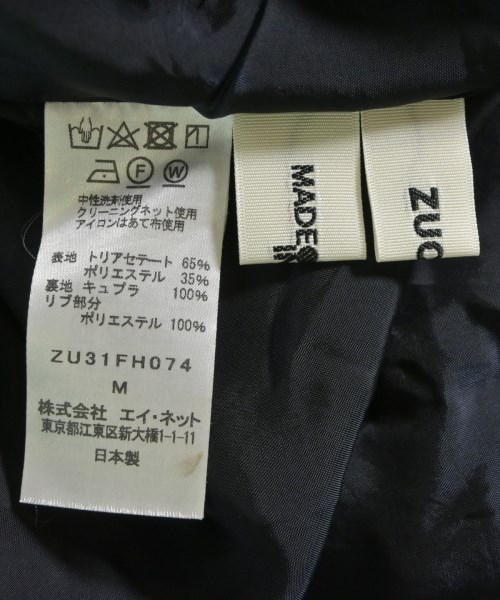 F W
中性洗剤使用
クリーニングネット使用
アイロンはあて布使用
表地 トリアセテート 65%
ポリエステル 35%
裏地 キュプラ 100%
リブ部分
ポリエステル 100%
ZU31FH074
M
株式会社 エイ・ネット
東京都江東区新大橋1-1-11
日本製
MADE
ZUC